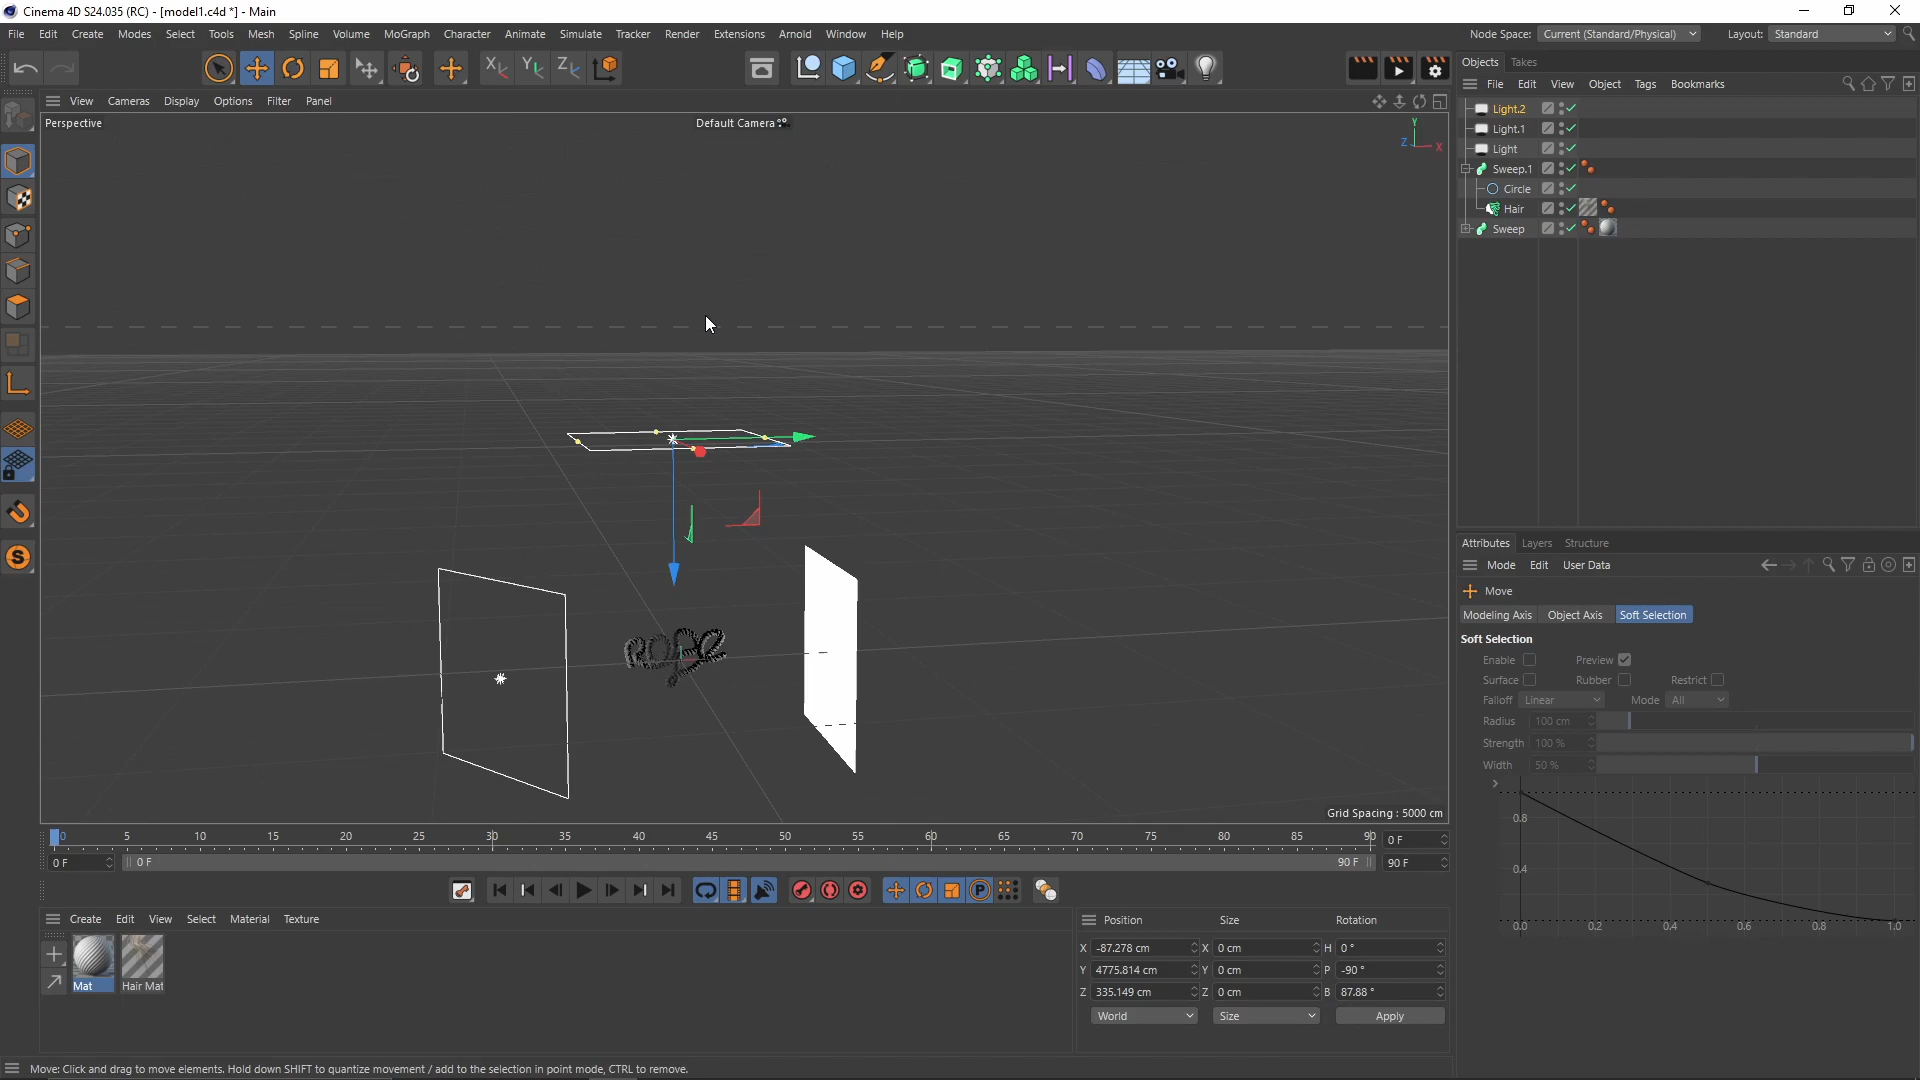 Cinema 4D S24.035 (RC) - [model1.c4d *] - Main
File Edit Create Modes Select Tools Mesh Spline Volume MoGraph Character Animate Simulate Tracker Render Extensions Arnold Window Help
Node Space: Current (Standard/Physical) Layout: Standard
X Y Z
Objects Takes
File Edit View Object Tags Bookmarks
View Cameras Display Options Filter Panel
Perspective
Default Camera
Y
Z X
Light.2
Light.1
Light
Sweep.1
Circle
Hair
Sweep
ROPE
Grid Spacing : 5000 cm
Attributes Layers Structure
Mode Edit User Data
Move
Modeling Axis Object Axis Soft Selection
Soft Selection
Enable Preview
Surface Rubber Restrict
Falloff Linear Mode All
Radius 100 cm
Strength 100 %
Width 50 %
0.8
0.4
0.0 0.2 0.4 0.6 0.8 1.0
0 5 10 15 20 25 30 35 40 45 50 55 60 65 70 75 80 85 90 0 F
0 F 0 F 90 F 90 F
P
S
Create Edit View Select Material Texture
Mat Hair Mat
Position Size Rotation
X -87.278 cm X 0 cm H 0 °
Y 4775.814 cm Y 0 cm P -90 °
Z 335.149 cm Z 0 cm B 87.88 °
World Size Apply
Move: Click and drag to move elements. Hold down SHIFT to quantize movement / add to the selection in point mode, CTRL to remove.